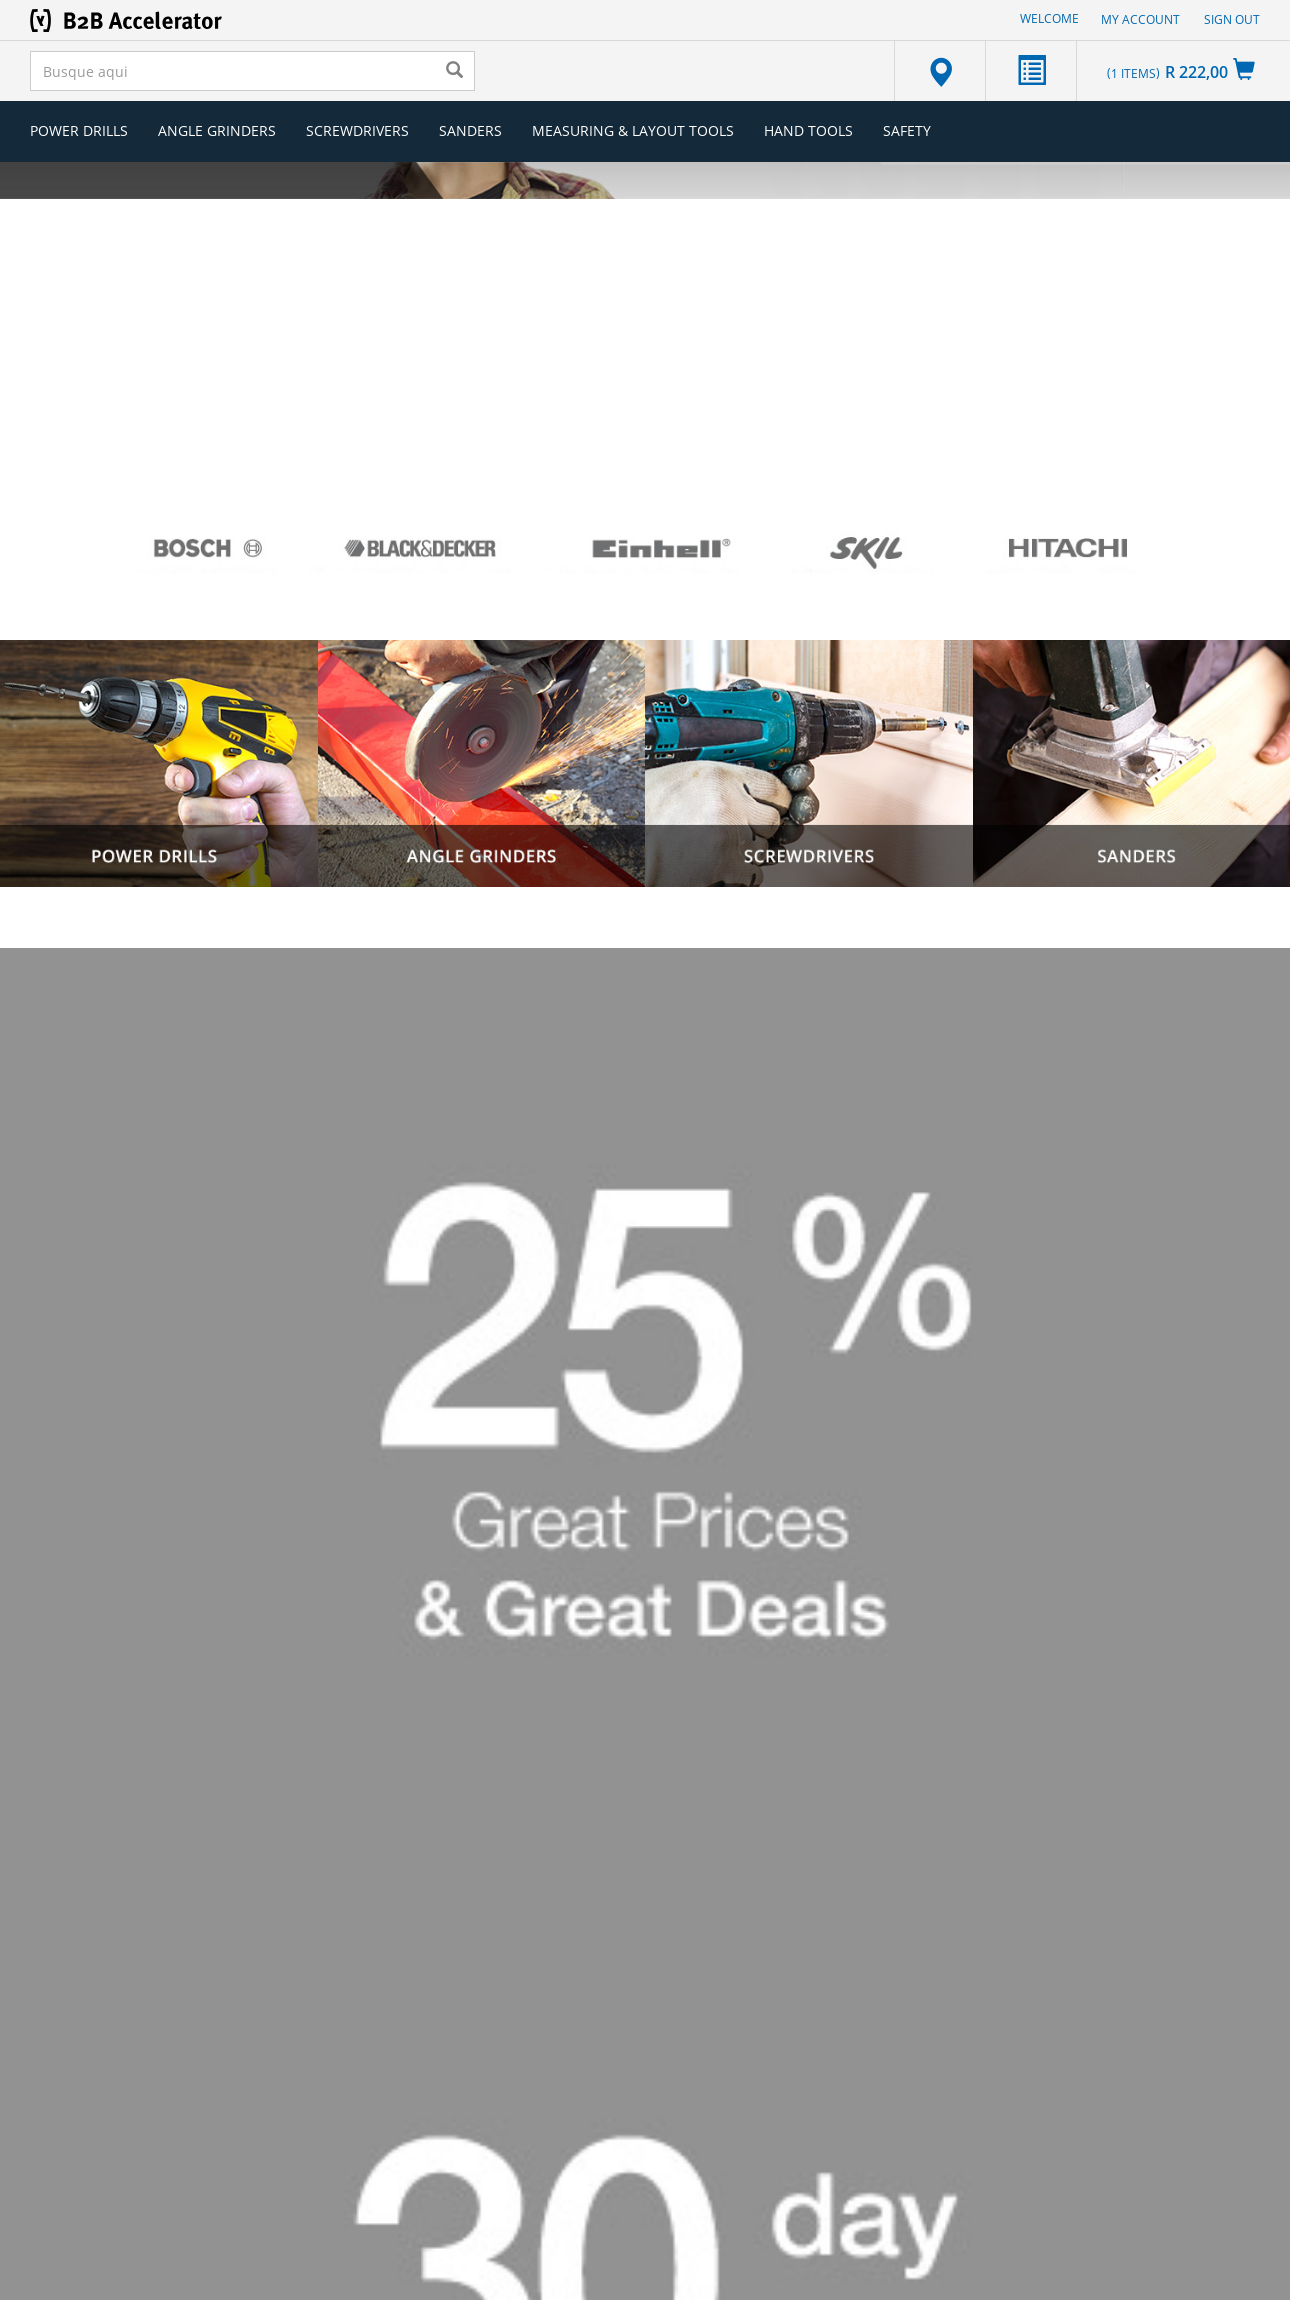 B2B Accelerator
WELCOME MY ACCOUNT SIGN OUT
Busque aqui
(1 ITEMS) R 222,00
POWER DRILLS ANGLE GRINDERS SCREWDRIVERS SANDERS MEASURING & LAYOUT TOOLS HAND TOOLS SAFETY
BOSCH BLACK&DECKER Einhell® SKIL HITACHI
POWER DRILLS ANGLE GRINDERS SCREWDRIVERS SANDERS
25 %
Great Prices
& Great Deals
30 day